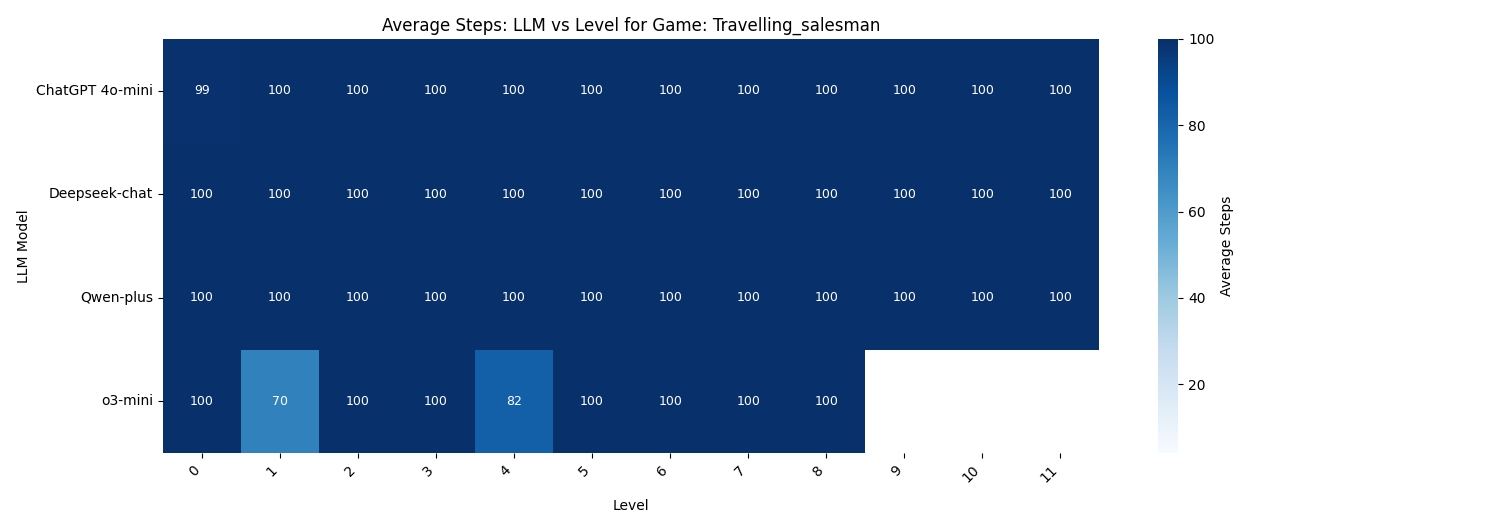 Average Steps: LLM vs Level for Game: Travelling_salesman
LLM Model
ChatGPT 4o-mini 99 100 100 100 100 100 100 100 100 100 100 100
Deepseek-chat 100 100 100 100 100 100 100 100 100 100 100 100
Qwen-plus 100 100 100 100 100 100 100 100 100 100 100 100
o3-mini 100 70 100 100 82 100 100 100 100
0 1 2 3 4 5 6 7 8 9 10 11
Level
100
80
60
40
20
Average Steps